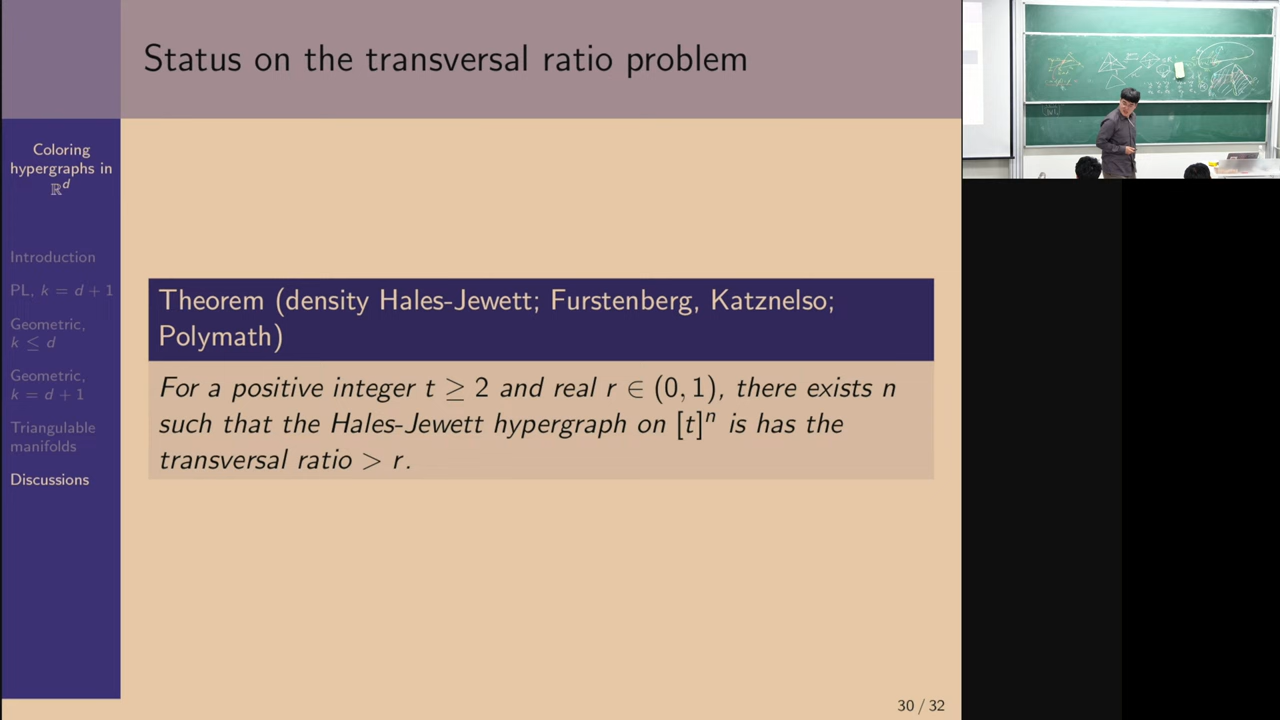 Status on the transversal ratio problem
Coloring
hypergraphs in
ℝᵈ
Introduction
PL, k = d + 1
Geometric,
k ≤ d
Geometric,
k = d + 1
Triangulable
manifolds
Discussions
Theorem (density Hales-Jewett; Furstenberg, Katznelso;
Polymath)
For a positive integer t ≥ 2 and real r ∈ (0, 1), there exists n
such that the Hales-Jewett hypergraph on [t]ⁿ is has the
transversal ratio > r.
30 / 32